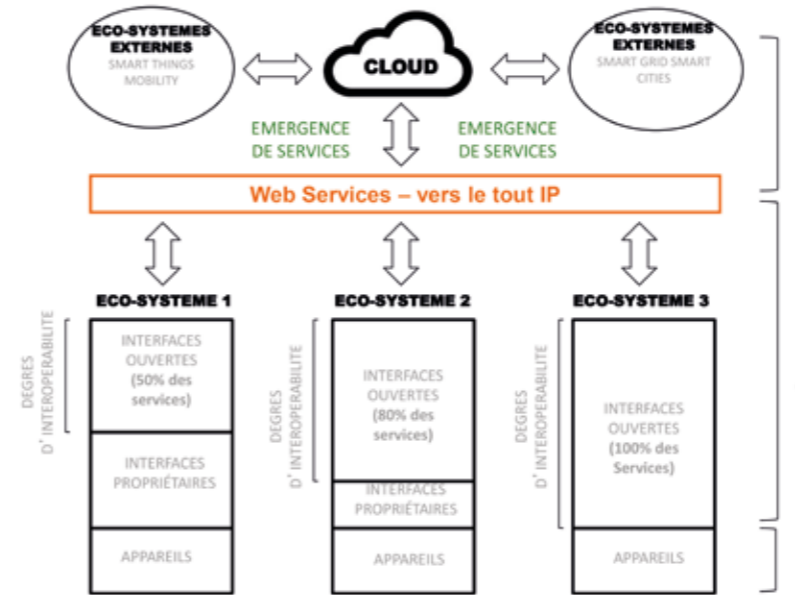 ECO-SYSTEMES
EXTERNES
SMART THINGS
MOBILITY
CLOUD
ECO-SYSTEMES
EXTERNES
SMART GRID SMART
CITIES
EMERGENCE
DE SERVICES
EMERGENCE
DE SERVICES
Web Services – vers le tout IP
ECO-SYSTEME 1
DEGRES
D' INTEROPERABILITE
INTERFACES
OUVERTES
(50% des
services)
INTERFACES
PROPRIÉTAIRES
APPAREILS
ECO-SYSTEME 2
DEGRES
D' INTEROPERABILITE
INTERFACES
OUVERTES
(80% des
services)
INTERFACES
PROPRIÉTAIRES
APPAREILS
ECO-SYSTEME 3
DEGRES
D' INTEROPERABILITE
INTERFACES
OUVERTES
(100% des
Services)
APPAREILS